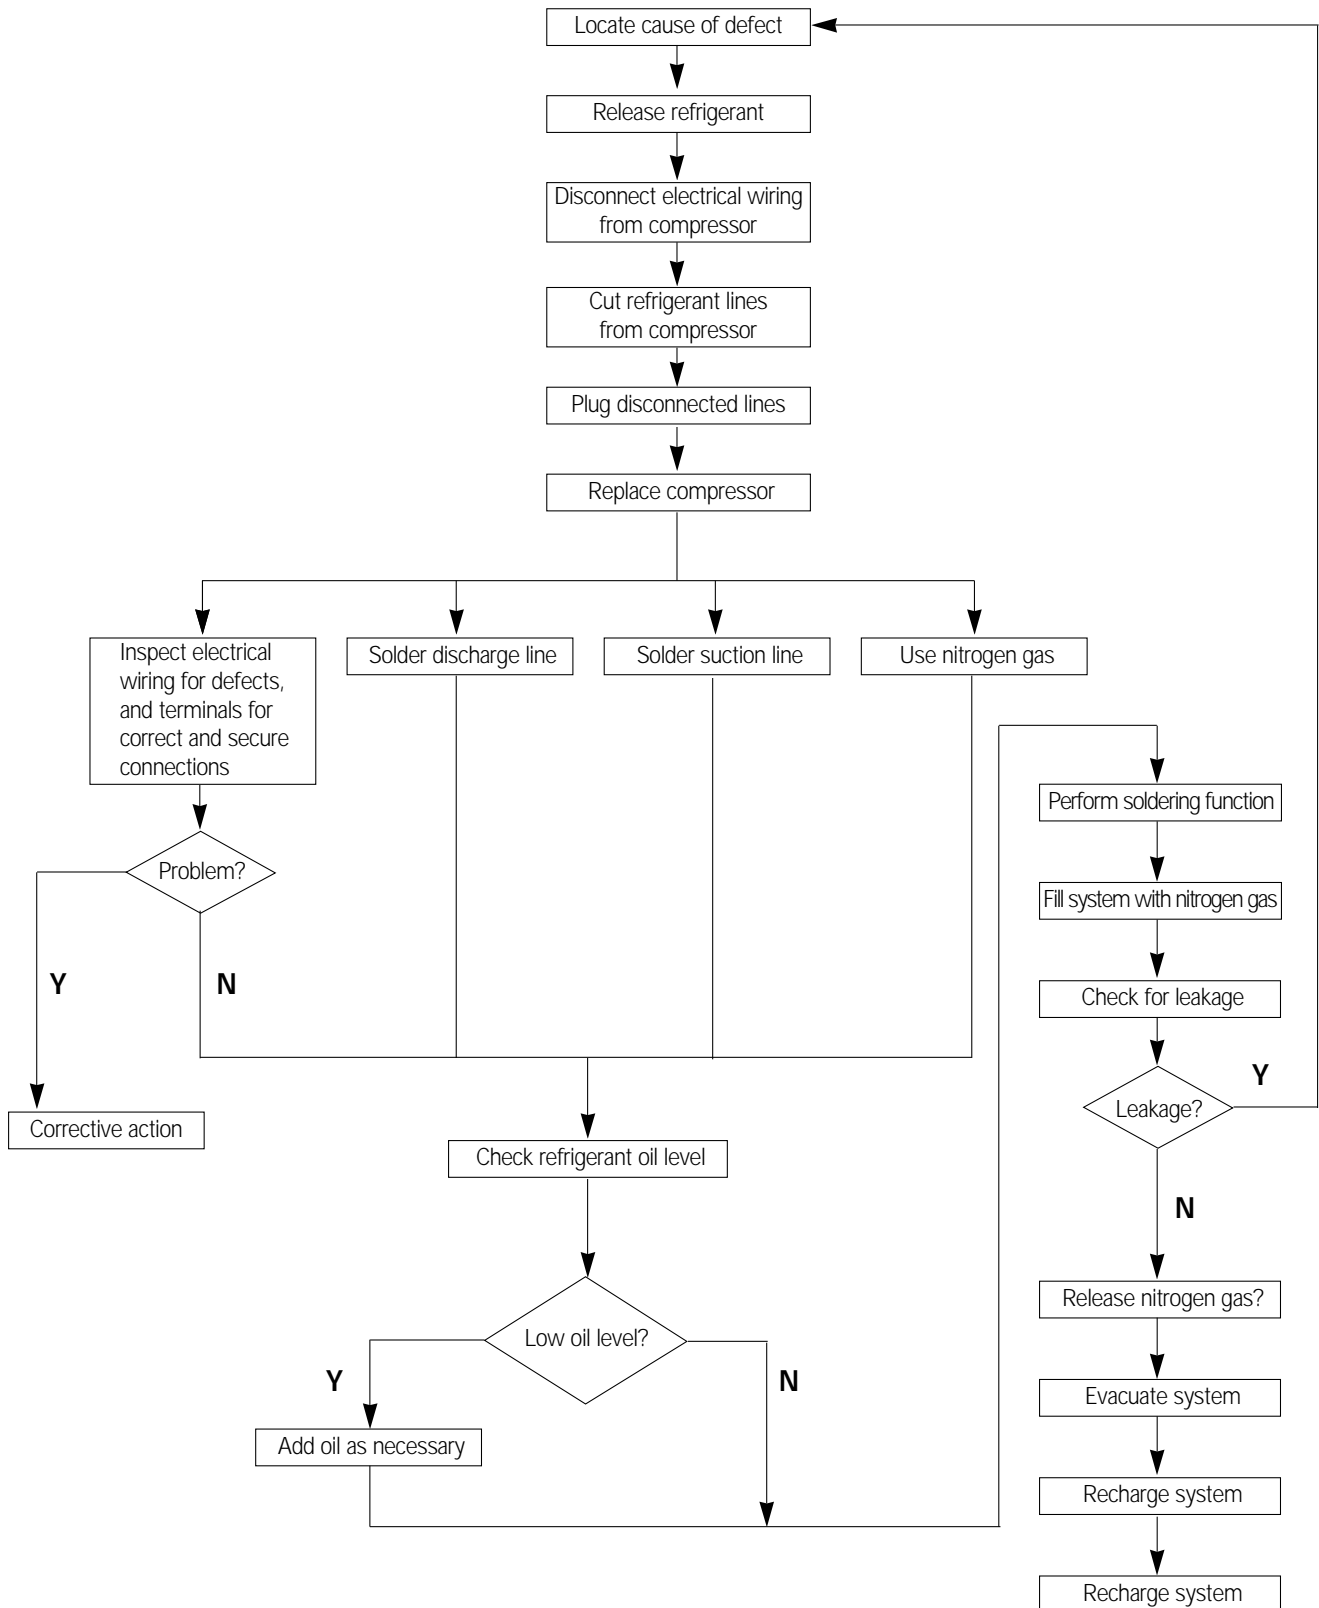 Locate cause of defect
Release refrigerant
Disconnect electrical wiring
from compressor
Cut refrigerant lines
from compressor
Plug disconnected lines
Replace compressor
Inspect electrical
wiring for defects,
and terminals for
correct and secure
connections
Solder discharge line
Solder suction line
Use nitrogen gas
Problem?
Y
N
Corrective action
Check refrigerant oil level
Low oil level?
Y
N
Add oil as necessary
Perform soldering function
Fill system with nitrogen gas
Check for leakage
Leakage?
Y
N
Release nitrogen gas?
Evacuate system
Recharge system
Recharge system